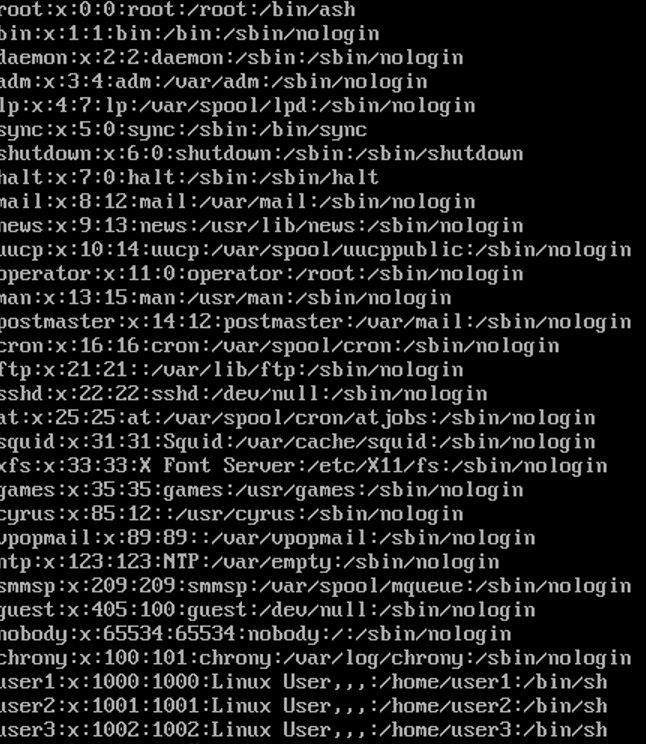 root:x:0:0:root:/root:/bin/ash
bin:x:1:1:bin:/bin:/sbin/nologin
daemon:x:2:2:daemon:/sbin:/sbin/nologin
adm:x:3:4:adm:/var/adm:/sbin/nologin
lp:x:4:7:lp:/var/spool/lpd:/sbin/nologin
sync:x:5:0:sync:/sbin:/bin/sync
shutdown:x:6:0:shutdown:/sbin:/sbin/shutdown
halt:x:7:0:halt:/sbin:/sbin/halt
mail:x:8:12:mail:/var/mail:/sbin/nologin
news:x:9:13:news:/usr/lib/news:/sbin/nologin
uucp:x:10:14:uucp:/var/spool/uucppublic:/sbin/nologin
operator:x:11:0:operator:/root:/sbin/nologin
man:x:13:15:man:/usr/man:/sbin/nologin
postmaster:x:14:12:postmaster:/var/mail:/sbin/nologin
cron:x:16:16:cron:/var/spool/cron:/sbin/nologin
ftp:x:21:21::/var/lib/ftp:/sbin/nologin
sshd:x:22:22:sshd:/dev/null:/sbin/nologin
at:x:25:25:at:/var/spool/cron/atjobs:/sbin/nologin
squid:x:31:31:Squid:/var/cache/squid:/sbin/nologin
xfs:x:33:33:X Font Server:/etc/X11/fs:/sbin/nologin
games:x:35:35:games:/usr/games:/sbin/nologin
cyrus:x:85:12::/usr/cyrus:/sbin/nologin
vpopmail:x:89:89::/var/vpopmail:/sbin/nologin
ntp:x:123:123:NTP:/var/empty:/sbin/nologin
smmsp:x:209:209:smmsp:/var/spool/mqueue:/sbin/nologin
guest:x:405:100:guest:/dev/null:/sbin/nologin
nobody:x:65534:65534:nobody:/:/sbin/nologin
chrony:x:100:101:chrony:/var/log/chrony:/sbin/nologin
user1:x:1000:1000:Linux User,,,:/home/user1:/bin/sh
user2:x:1001:1001:Linux User,,,:/home/user2:/bin/sh
user3:x:1002:1002:Linux User,,,:/home/user3:/bin/sh